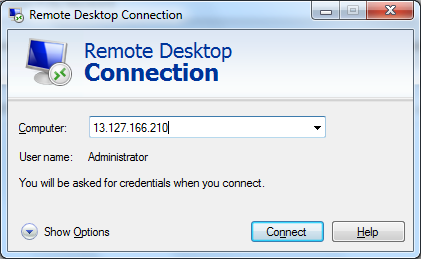 Remote Desktop Connection
Remote Desktop
Connection
Computer: 13.127.166.210
User name: Administrator
You will be asked for credentials when you connect.
Show Options Connect Help